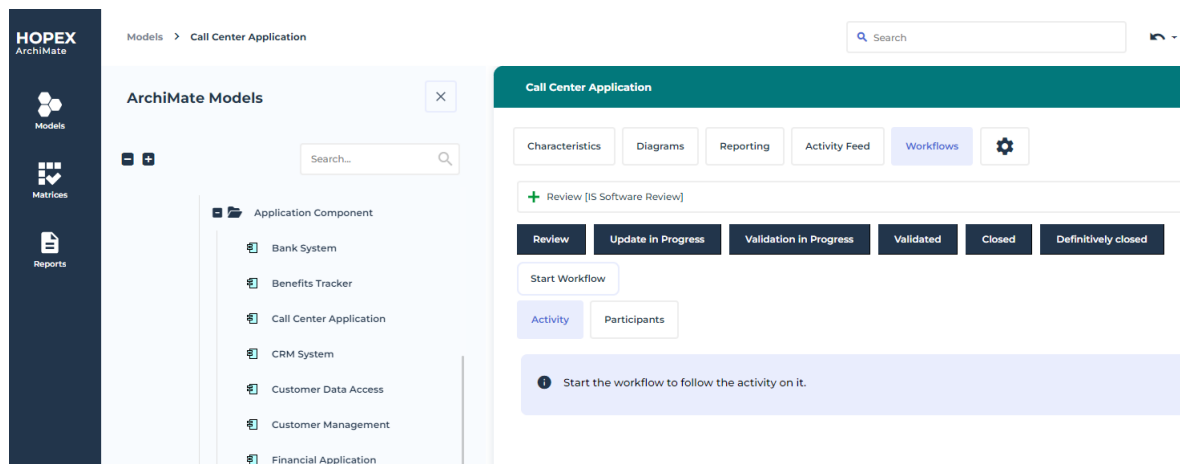 HOPEX
ArchiMate
Models
Matrices
Reports
Models > Call Center Application
Search
ArchiMate Models
Search...
Application Component
Bank System
Benefits Tracker
Call Center Application
CRM System
Customer Data Access
Customer Management
Financial Application
Call Center Application
Characteristics Diagrams Reporting Activity Feed Workflows
Review [IS Software Review]
Review Update in Progress Validation in Progress Validated Closed Definitively closed
Start Workflow
Activity Participants
Start the workflow to follow the activity on it.